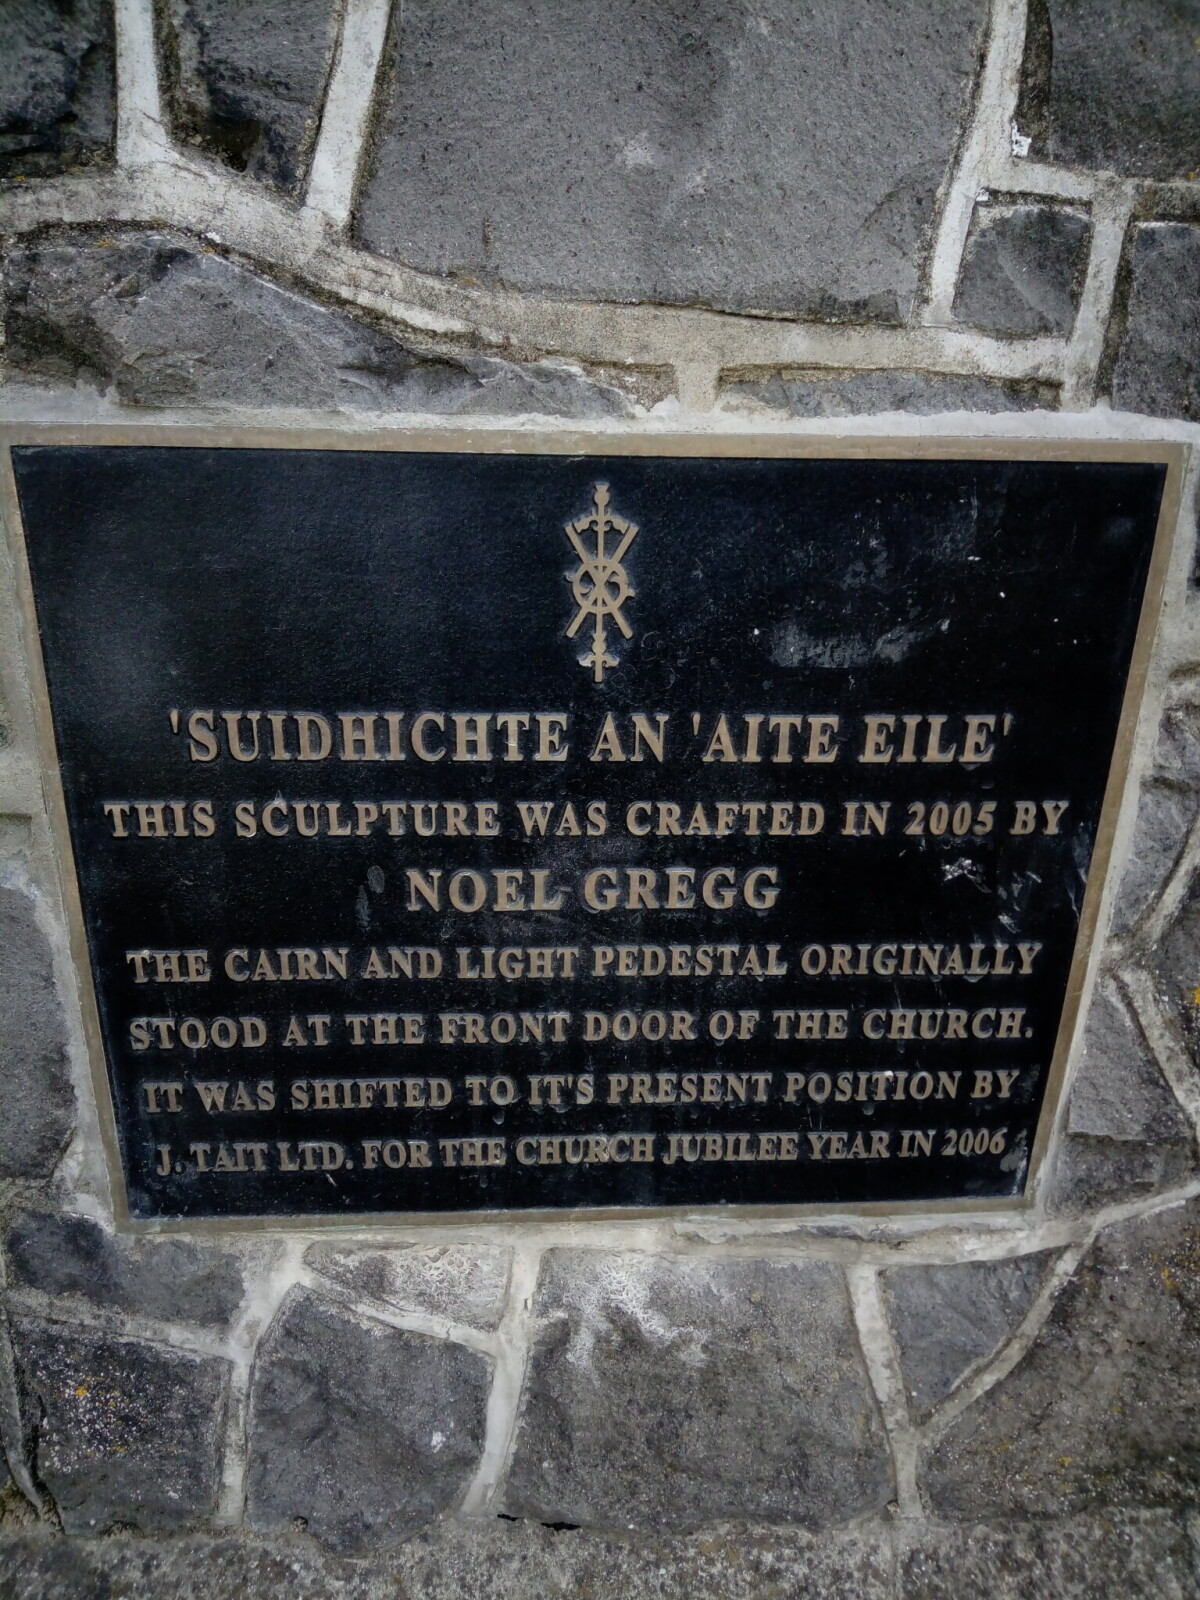 'SUIDHICHTE AN 'AITE EILE'
THIS SCULPTURE WAS CRAFTED IN 2005 BY
NOEL GREGG
THE CAIRN AND LIGHT PEDESTAL ORIGINALLY
STOOD AT THE FRONT DOOR OF THE CHURCH.
IT WAS SHIFTED TO IT'S PRESENT POSITION BY
J. TAIT LTD. FOR THE CHURCH JUBILEE YEAR IN 2006